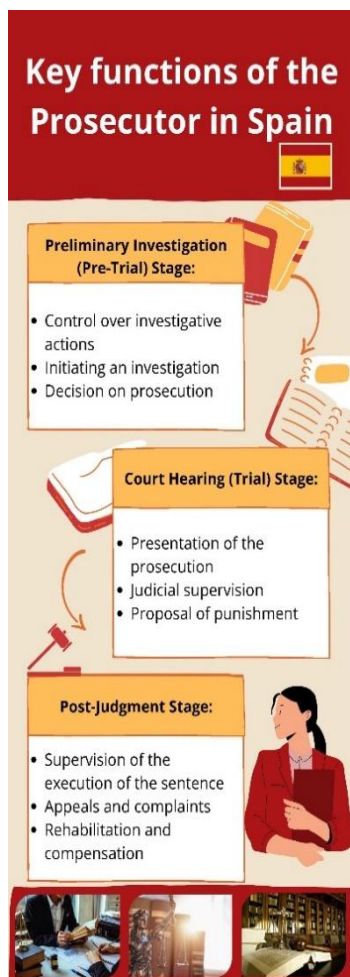 Key functions of the
Prosecutor in Spain
Preliminary Investigation
(Pre-Trial) Stage:
• Control over investigative
actions
• Initiating an investigation
• Decision on prosecution
Court Hearing (Trial) Stage:
• Presentation of the
prosecution
• Judicial supervision
• Proposal of punishment
Post-Judgment Stage:
• Supervision of the
execution of the sentence
• Appeals and complaints
• Rehabilitation and
compensation